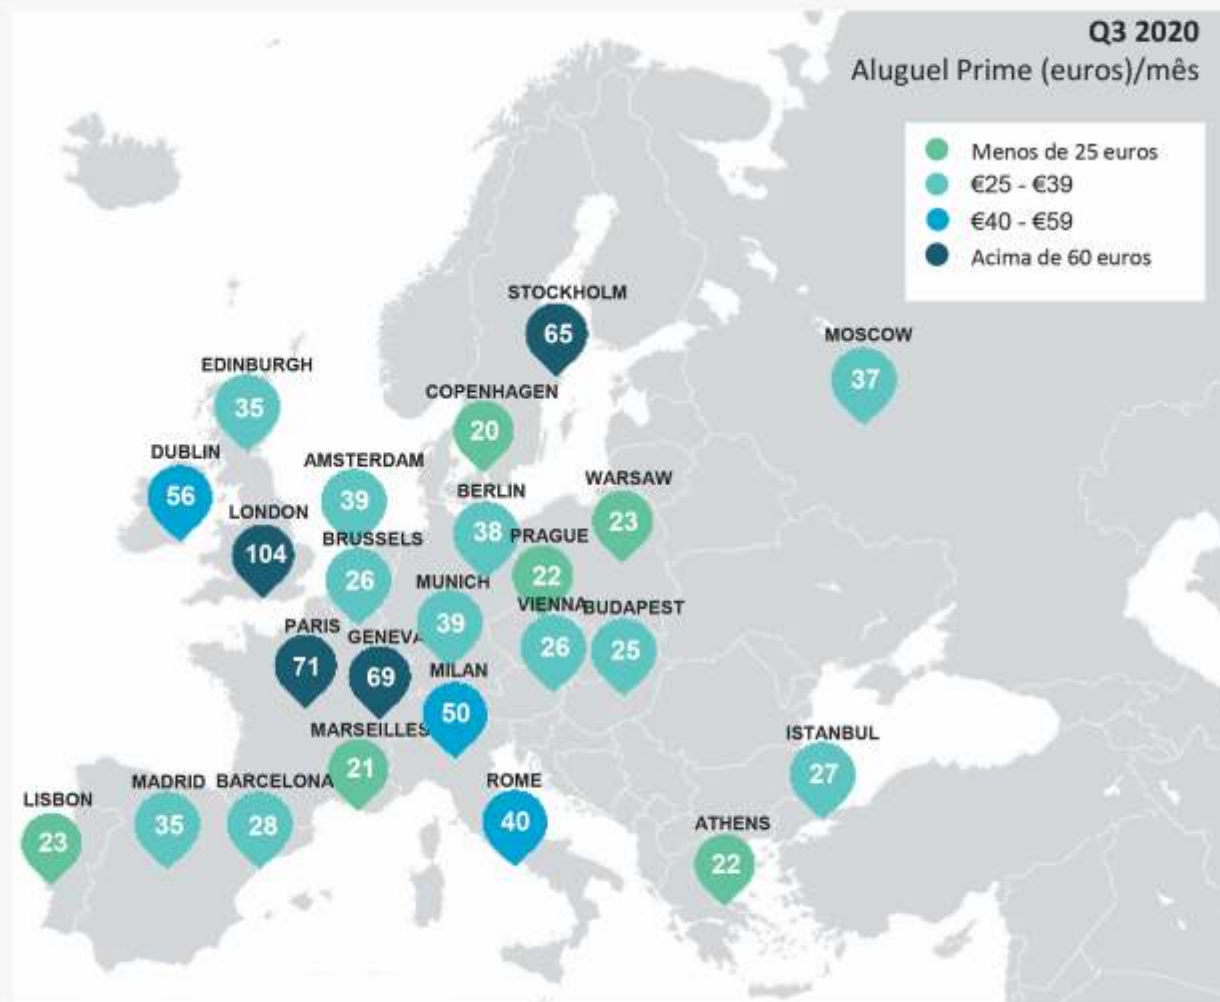 Q3 2020
Aluguel Prime (euros)/mês
Menos de 25 euros
€25 - €39
€40 - €59
Acima de 60 euros
STOCKHOLM
65
MOSCOW
37
EDINBURGH
35
COPENHAGEN
20
DUBLIN
56
AMSTERDAM
39
BERLIN
38
WARSAW
23
LONDON
104
BRUSSELS
26
PRAGUE
22
MUNICH
39
VIENNA
26
BUDAPEST
25
PARIS
71
GENEVA
69
MILAN
50
MARSEILLES
21
ISTANBUL
27
LISBON
23
MADRID
35
BARCELONA
28
ROME
40
ATHENS
22